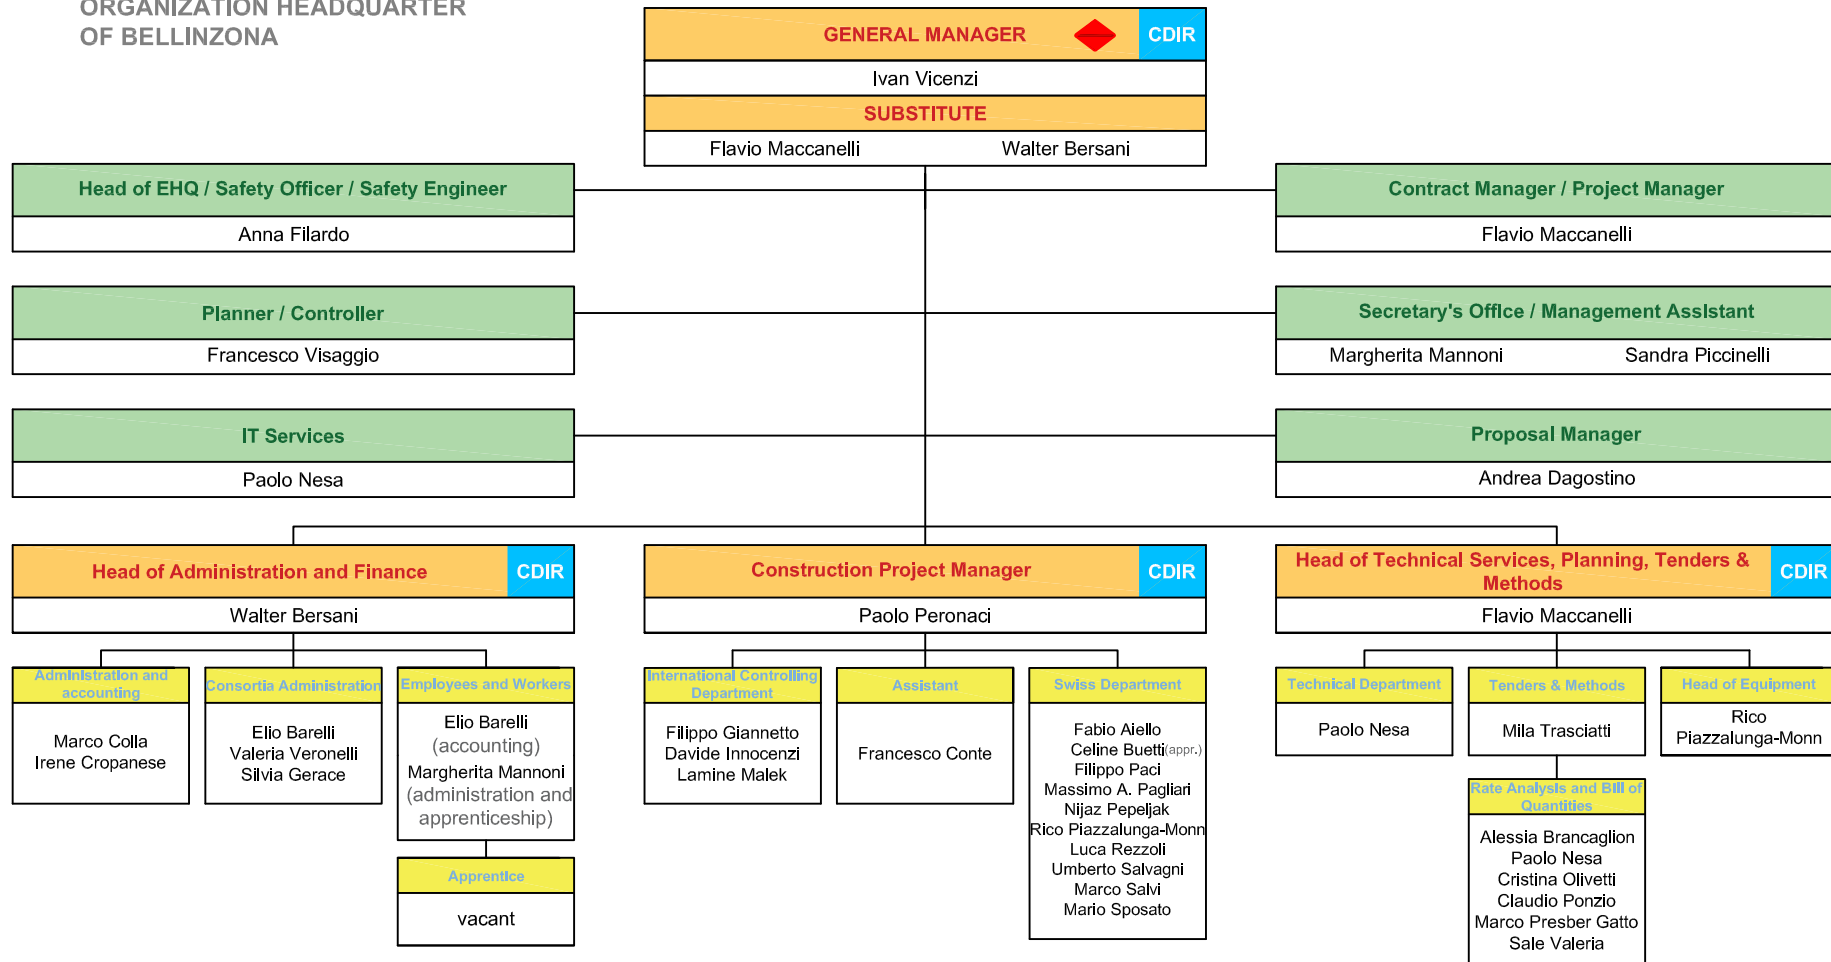 ORGANIZATION HEADQUARTER
OF BELLINZONA
GENERAL MANAGER
CDIR
Ivan Vicenzi
SUBSTITUTE
Flavio Maccanelli
Walter Bersani
Head of EHQ / Safety Officer / Safety Engineer
Anna Filardo
Contract Manager / Project Manager
Flavio Maccanelli
Planner / Controller
Francesco Visaggio
Secretary's Office / Management Assistant
Margherita Mannoni
Sandra Piccinelli
IT Services
Paolo Nesa
Proposal Manager
Andrea Dagostino
Head of Administration and Finance
CDIR
Walter Bersani
Construction Project Manager
CDIR
Paolo Peronaci
Head of Technical Services, Planning, Tenders &
Methods
CDIR
Flavio Maccanelli
Administration and
accounting
Marco Colla
Irene Cropanese
Consortia Administration
Elio Barelli
Valeria Veronelli
Silvia Gerace
Employees and Workers
Elio Barelli
(accounting)
Margherita Mannoni
(administration and
apprenticeship)
Apprentice
vacant
International Controlling
Department
Filippo Giannetto
Davide Innocenzi
Lamine Malek
Assistant
Francesco Conte
Swiss Department
Fabio Aiello
Celine Buetti(appr.)
Filippo Paci
Massimo A. Pagliari
Nijaz Pepeljak
Rico Piazzalunga-Monn
Luca Rezzoli
Umberto Salvagni
Marco Salvi
Mario Sposato
Technical Department
Paolo Nesa
Tenders & Methods
Mila Trasciatti
Head of Equipment
Rico
Piazzalunga-Monn
Rate Analysis and Bill of
Quantities
Alessia Brancaglion
Paolo Nesa
Cristina Olivetti
Claudio Ponzio
Marco Presber Gatto
Sale Valeria